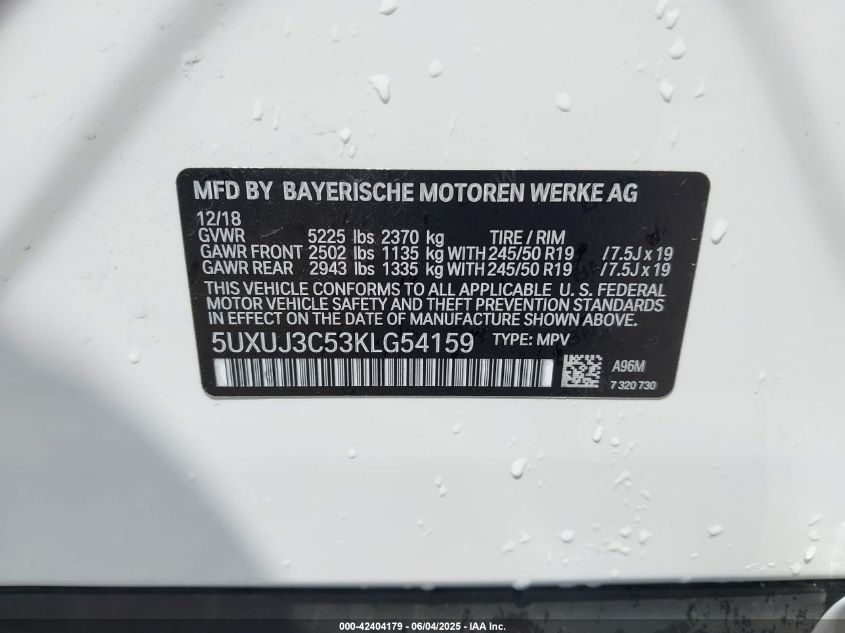 MFD BY BAYERISCHE MOTOREN WERKE AG
12/18
GVWR 5225 lbs 2370 kg TIRE / RIM
GAWR FRONT 2502 lbs 1135 kg WITH 245/50 R19 / 7.5J x 19
GAWR REAR 2943 lbs 1335 kg WITH 245/50 R19 / 7.5J x 19
THIS VEHICLE CONFORMS TO ALL APPLICABLE U. S. FEDERAL
MOTOR VEHICLE SAFETY AND THEFT PREVENTION STANDARDS
IN EFFECT ON THE DATE OF MANUFACTURE SHOWN ABOVE.
5UXUJ3C53KLG54159 TYPE: MPV
A96M
7 320 730
000-42404179 - 06/04/2025 - IAA Inc.